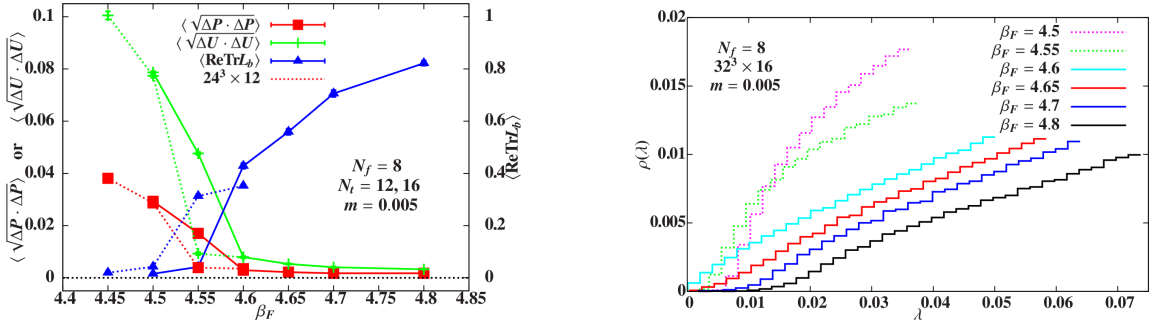 ⟨ √ΔP · ΔP⟩ or ⟨ √ΔU · ΔU⟩
0.1
0.08
0.06
0.04
0.02
0
4.4 4.45 4.5 4.55 4.6 4.65 4.7 4.75 4.8 4.85
β_F
1
0.8
0.6
0.4
0.2
0
⟨ReTrL_b⟩
⟨ √ΔP · ΔP⟩
⟨ √ΔU · ΔU⟩
⟨ReTrL_b⟩
24³ × 12
N_f = 8
N_t = 12, 16
m = 0.005
ρ(λ)
0.02
0.015
0.01
0.005
0
0 0.01 0.02 0.03 0.04 0.05 0.06 0.07
λ
N_f = 8
32³ × 16
m = 0.005
β_F = 4.5
β_F = 4.55
β_F = 4.6
β_F = 4.65
β_F = 4.7
β_F = 4.8